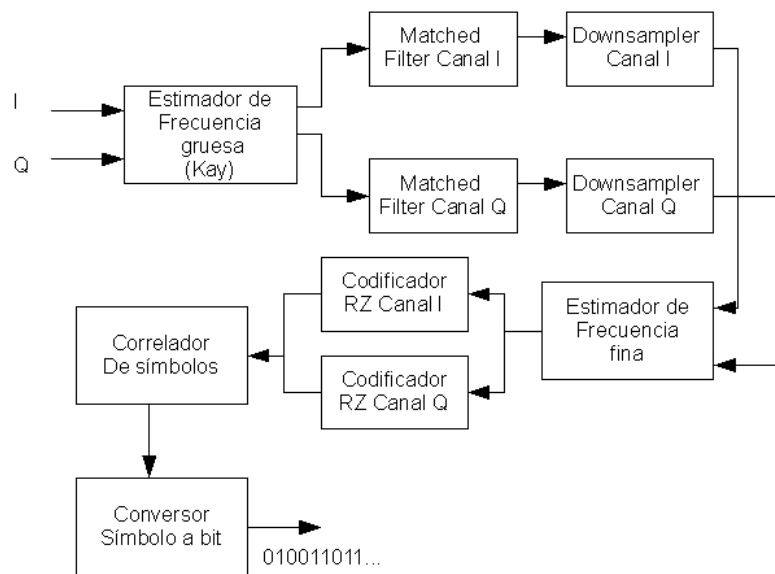 I
Q
Estimador de
Frecuencia
gruesa
(Kay)
Matched
Filter Canal I
Downsampler
Canal I
Matched
Filter Canal Q
Downsampler
Canal Q
Estimador de
Frecuencia
fina
Codificador
RZ Canal I
Codificador
RZ Canal Q
Correlador
De símbolos
Conversor
Símbolo a bit
010011011...